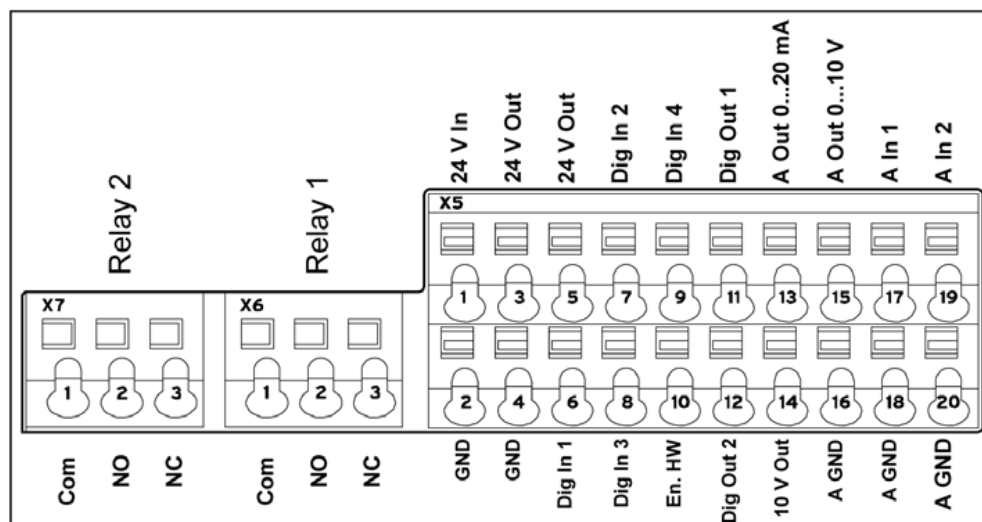 24 V In
24 V Out
24 V Out
Dig In 2
Dig In 4
Dig Out 1
A Out 0...20 mA
A Out 0...10 V
A In 1
A In 2
Relay 2
Relay 1
X5
1 3 5 7 9 11 13 15 17 19
X7
X6
1 2 3
1 2 3
2 4 6 8 10 12 14 16 18 20
Com
NO
NC
Com
NO
NC
GND
GND
Dig In 1
Dig In 3
En. HW
Dig Out 2
10 V Out
A GND
A GND
A GND